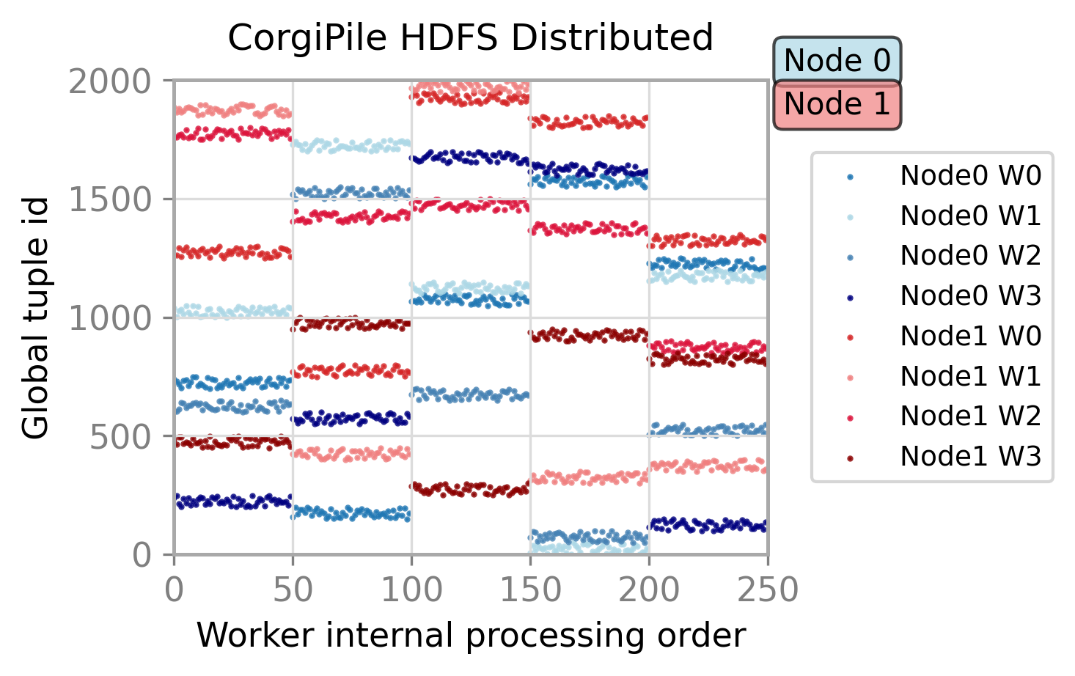 CorgiPile HDFS Distributed
Node 0
Node 1
Global tuple id
2000
1500
1000
500
0
0 50 100 150 200 250
Worker internal processing order
Node0 W0
Node0 W1
Node0 W2
Node0 W3
Node1 W0
Node1 W1
Node1 W2
Node1 W3